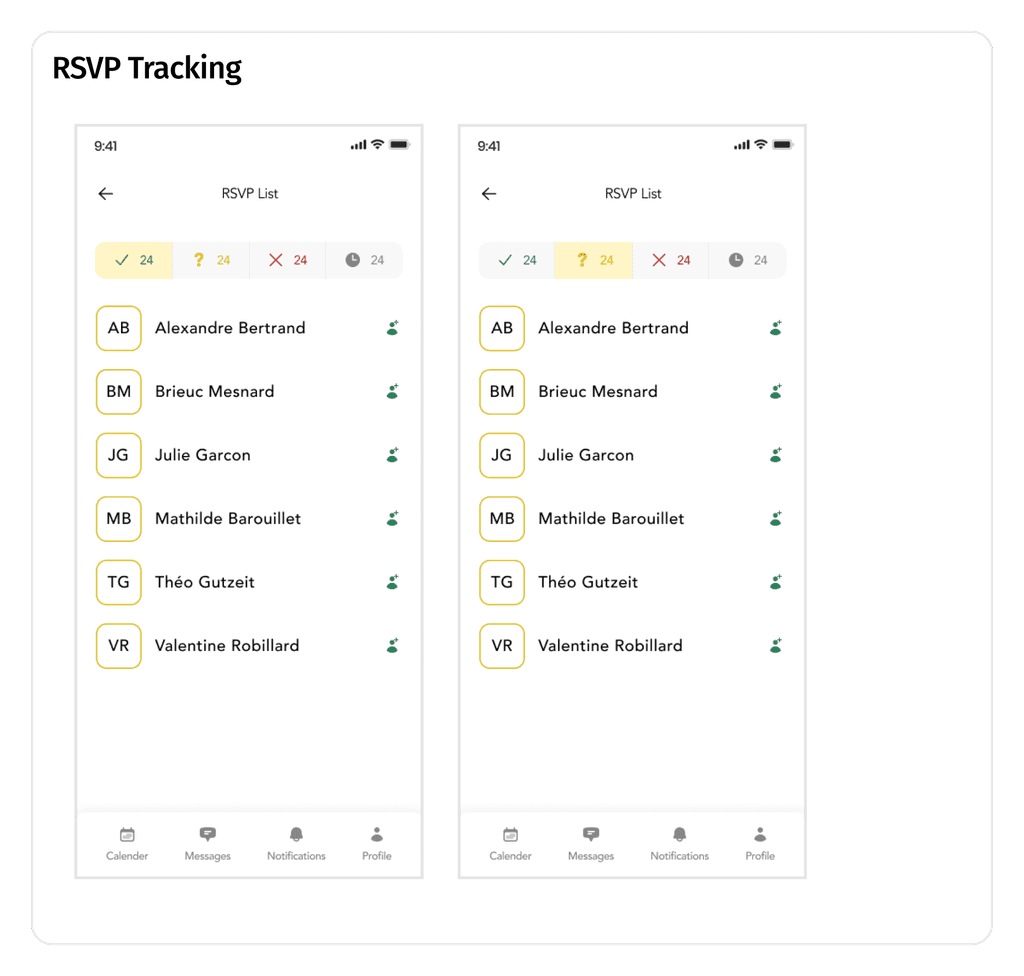 RSVP Tracking
9:41
RSVP List
24 ? 24 24 24
AB Alexandre Bertrand
BM Brieuc Mesnard
JG Julie Garcon
MB Mathilde Barouillet
TG Théo Gutzeit
VR Valentine Robillard
Calender Messages Notifications Profile
9:41
RSVP List
24 ? 24 24 24
AB Alexandre Bertrand
BM Brieuc Mesnard
JG Julie Garcon
MB Mathilde Barouillet
TG Théo Gutzeit
VR Valentine Robillard
Calender Messages Notifications Profile